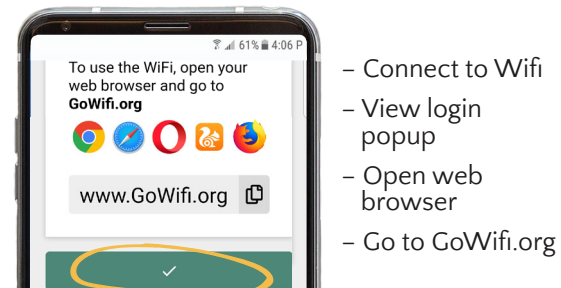 61% 4:06 P
To use the WiFi, open your
web browser and go to
GoWifi.org
www.GoWifi.org
– Connect to Wifi
– View login
popup
– Open web
browser
– Go to GoWifi.org